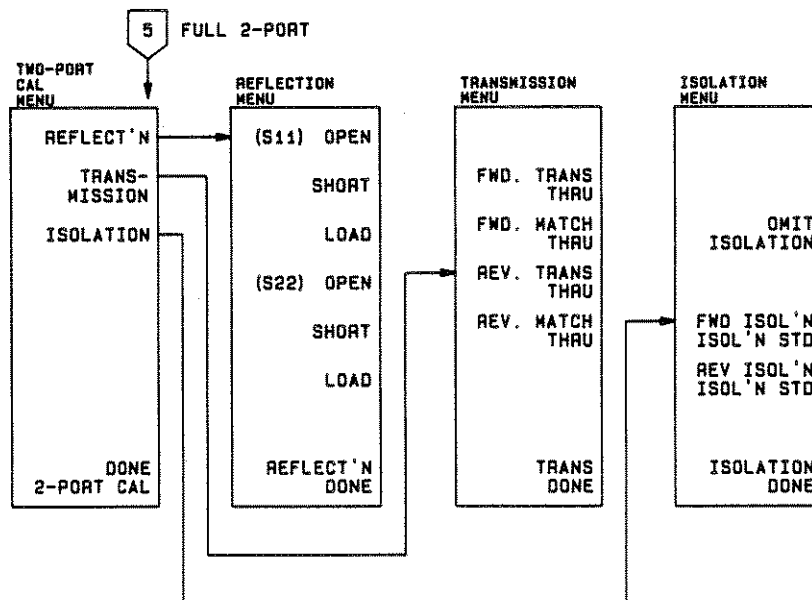 5 FULL 2-PORT
TWO-PORT
CAL
MENU
REFLECT'N
TRANS-
MISSION
ISOLATION
DONE
2-PORT CAL
REFLECTION
MENU
(S11) OPEN
SHORT
LOAD
(S22) OPEN
SHORT
LOAD
REFLECT'N
DONE
TRANSMISSION
MENU
FWD. TRANS
THRU
FWD. MATCH
THRU
REV. TRANS
THRU
REV. MATCH
THRU
TRANS
DONE
ISOLATION
MENU
OMIT
ISOLATION
FWD ISOL'N
ISOL'N STD
REV ISOL'N
ISOL'N STD
ISOLATION
DONE